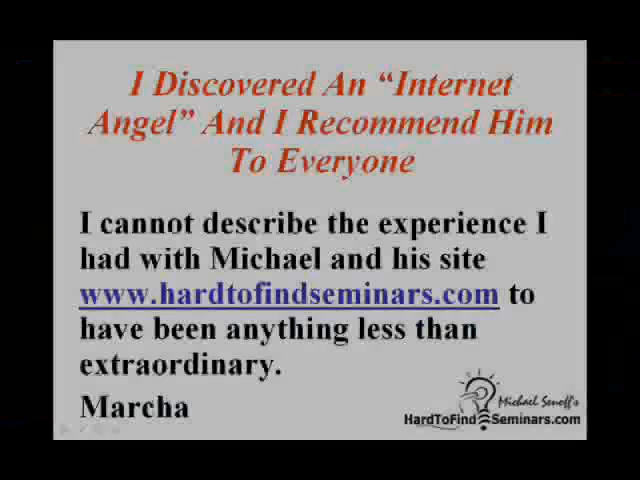 I Discovered An “Internet
Angel” And I Recommend Him
To Everyone
I cannot describe the experience I
had with Michael and his site
www.hardtofindseminars.com to
have been anything less than
extraordinary.
Marcha
Michael Senoff's
HardToFindSeminars.com